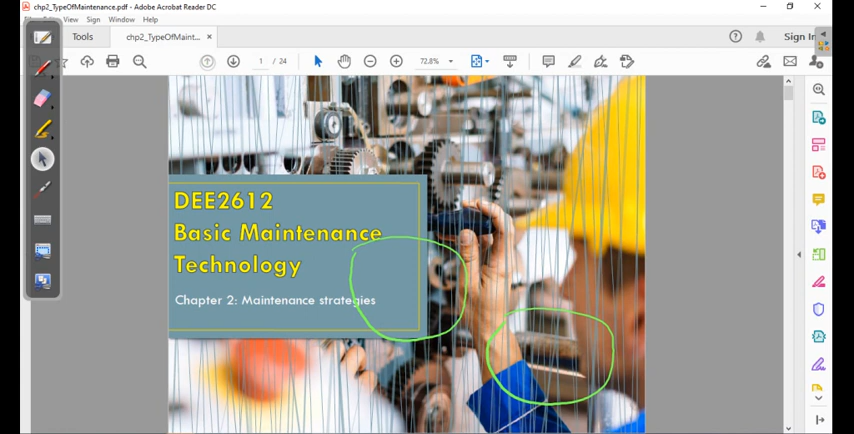 chp2_TypeOfMaintenance.pdf - Adobe Acrobat Reader DC
View Sign Window Help
Tools chp2_TypeOfMaint... × Sign In
1 / 24 72.8%
DEE2612
Basic Maintenance
Technology
Chapter 2: Maintenance strategies